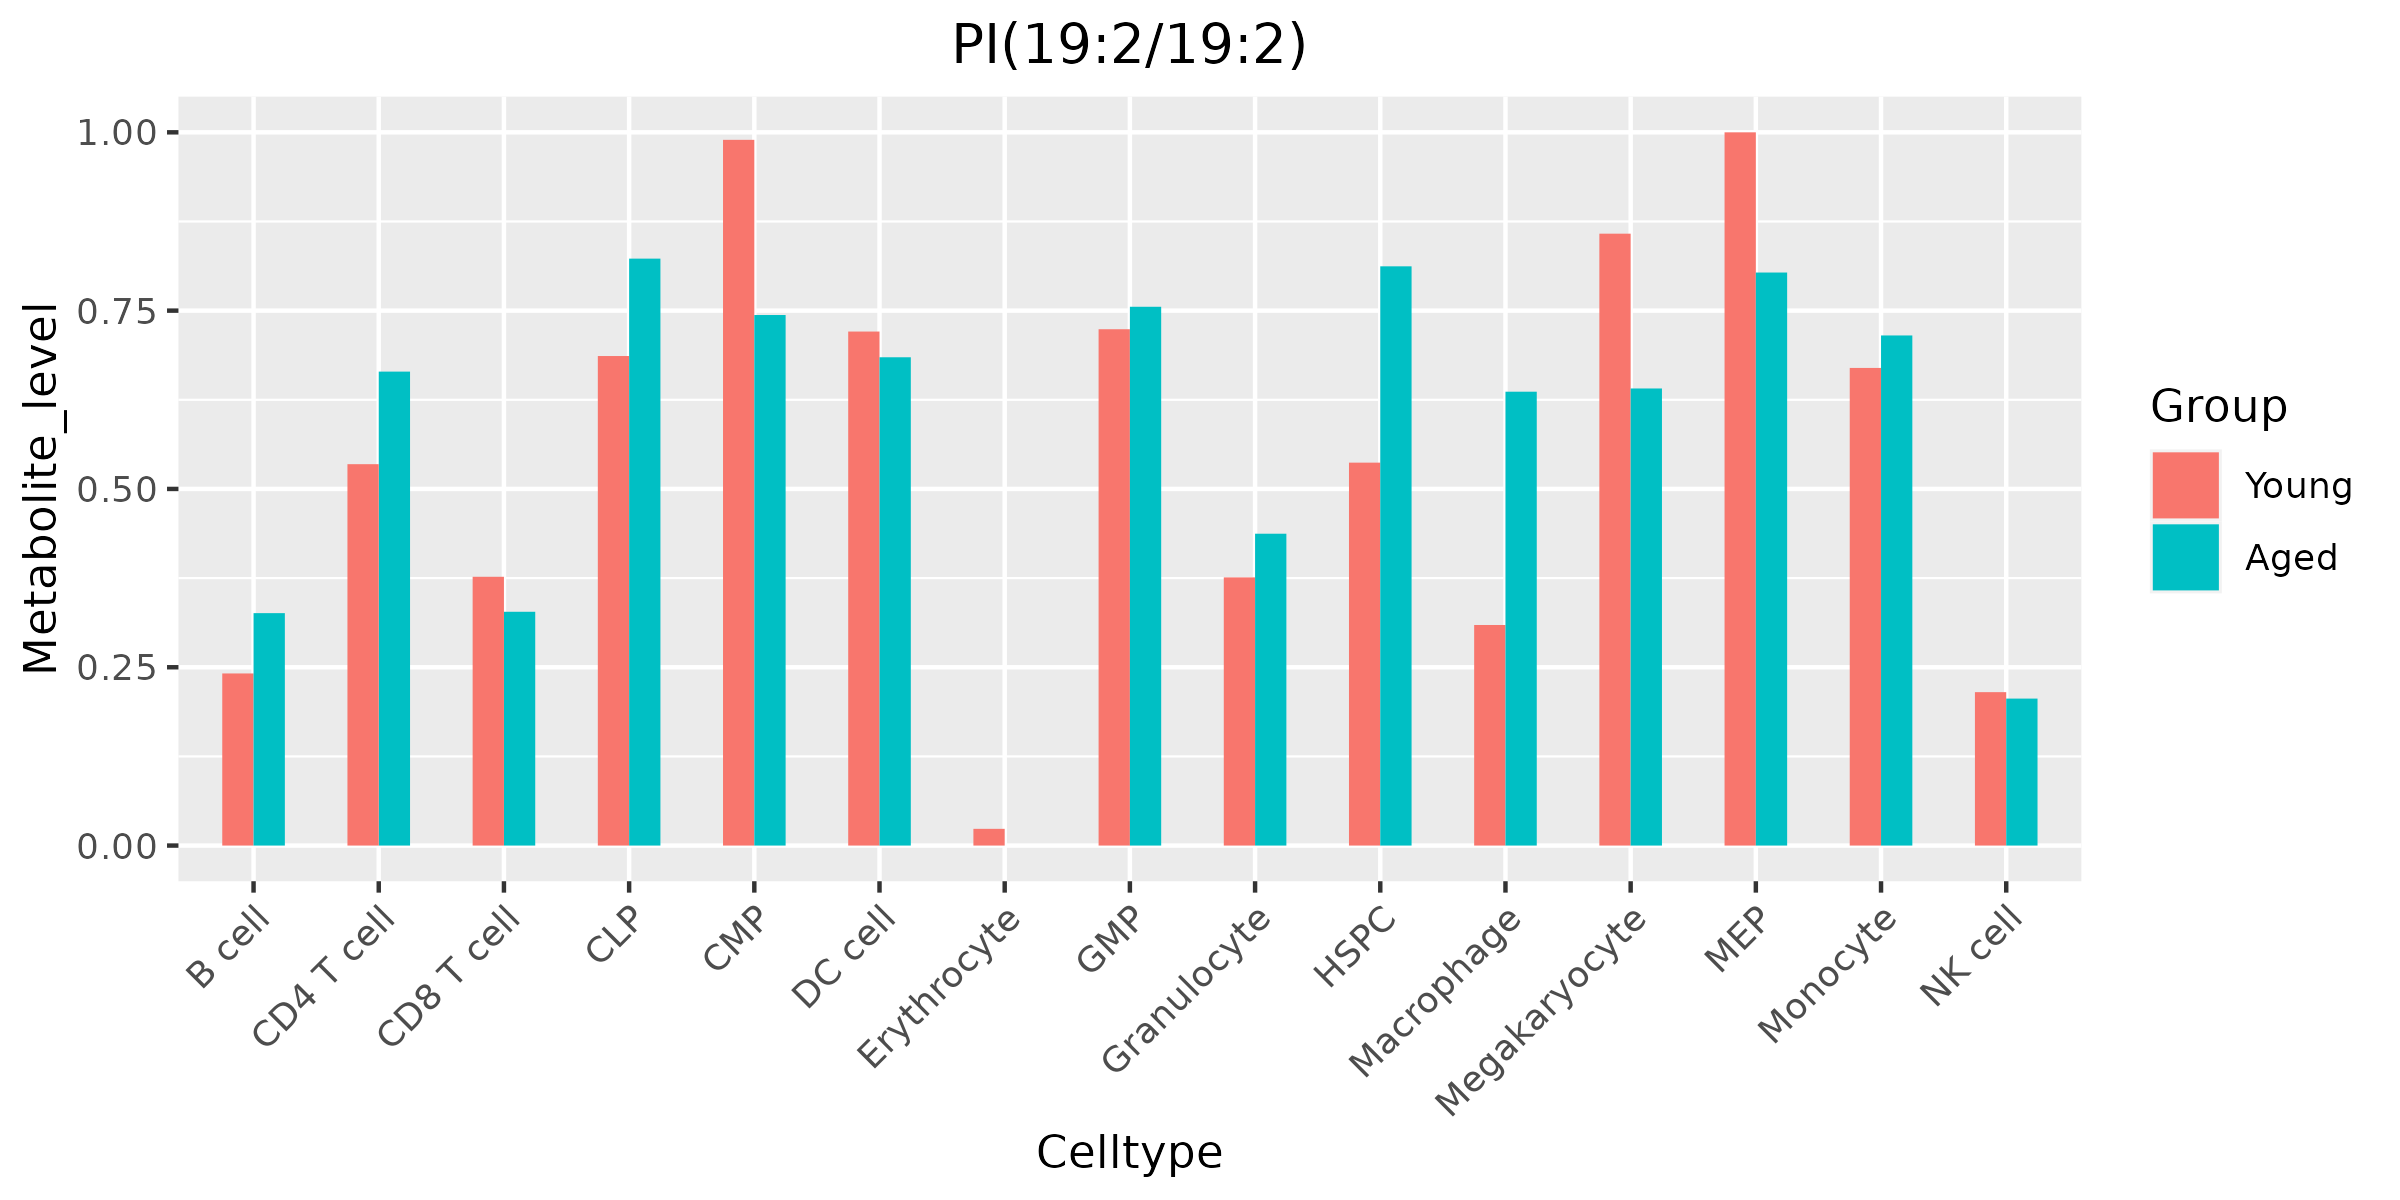 PI(19:2/19:2)
Metabolite_level
1.00
0.75
0.50
0.25
0.00
B cell
CD4 T cell
CD8 T cell
CLP
CMP
DC cell
Erythrocyte
GMP
Granulocyte
HSPC
Macrophage
Megakaryocyte
MEP
Monocyte
NK cell
Celltype
Group
Young
Aged